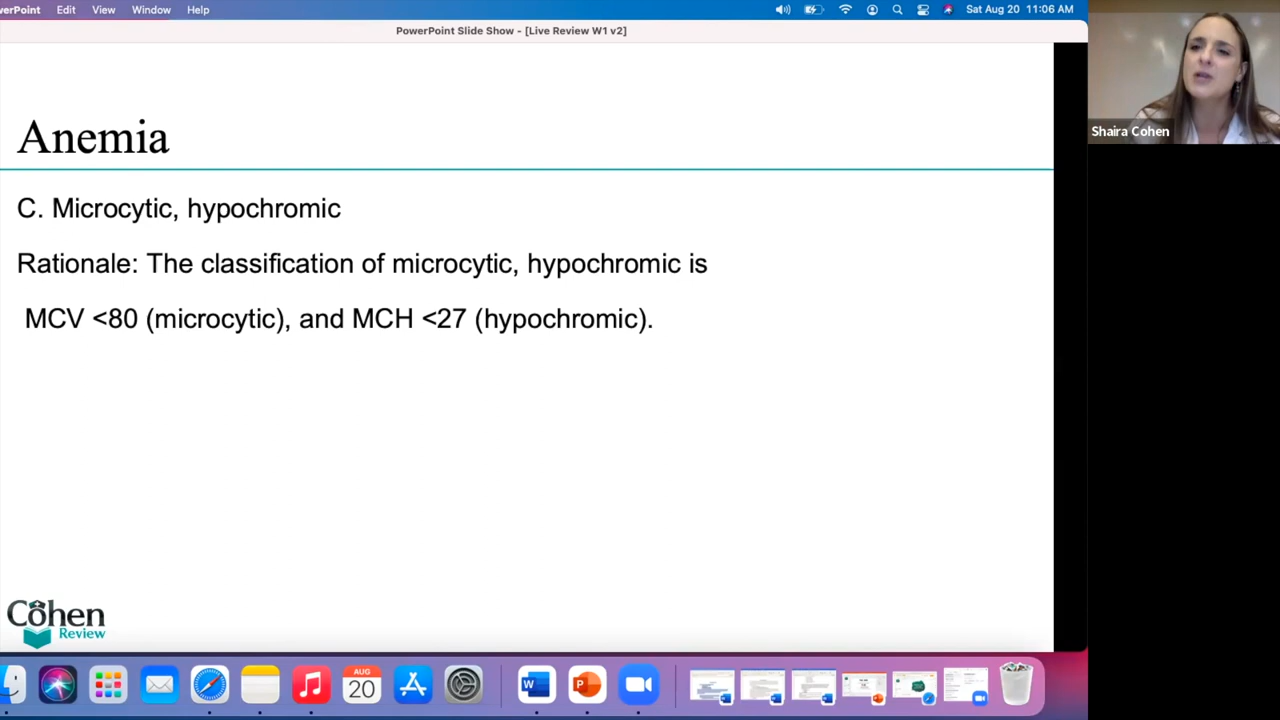 werPoint Edit View Window Help Sat Aug 20 11:06 AM
PowerPoint Slide Show - [Live Review W1 v2]
Shaira Cohen
Anemia
C. Microcytic, hypochromic
Rationale: The classification of microcytic, hypochromic is
MCV <80 (microcytic), and MCH <27 (hypochromic).
Cohen
Review
AUG
20